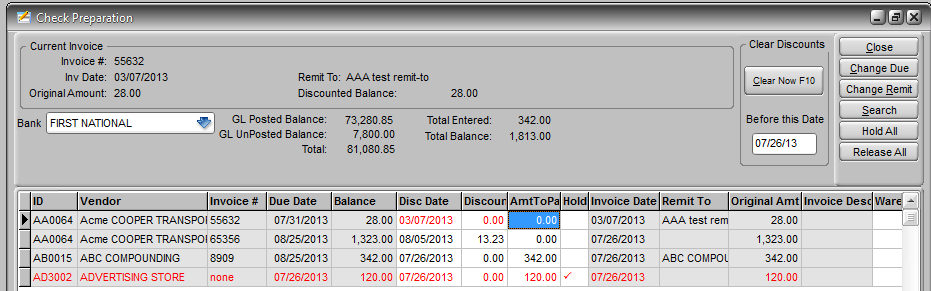 Check Preparation
Current Invoice
Invoice #: 55632
Inv Date: 03/07/2013 Remit To: AAA test remit-to
Original Amount: 28.00 Discounted Balance: 28.00
Bank FIRST NATIONAL
GL Posted Balance: 73,280.85 Total Entered: 342.00
GL UnPosted Balance: 7,800.00 Total Balance: 1,813.00
Total: 81,080.85
Clear Discounts
Clear Now F10
Before this Date
07/26/13
Close
Change Due
Change Remit
Search
Hold All
Release All
ID Vendor Invoice # Due Date Balance Disc Date Discoun AmtToPa Hold Invoice Date Remit To Original Amt Invoice Desc Ware
AA0064 Acme COOPER TRANSPO 55632 07/31/2013 28.00 03/07/2013 0.00 0.00 03/07/2013 AAA test rem 28.00
AA0064 Acme COOPER TRANSPO 65356 08/25/2013 1,323.00 08/05/2013 13.23 0.00 07/26/2013 1,323.00
AB0015 ABC COMPOUNDING 8909 08/25/2013 342.00 07/26/2013 0.00 342.00 07/26/2013 ABC COMPOU 342.00
AD3002 ADVERTISING STORE none 07/26/2013 120.00 07/26/2013 0.00 120.00 ✓ 07/26/2013 120.00